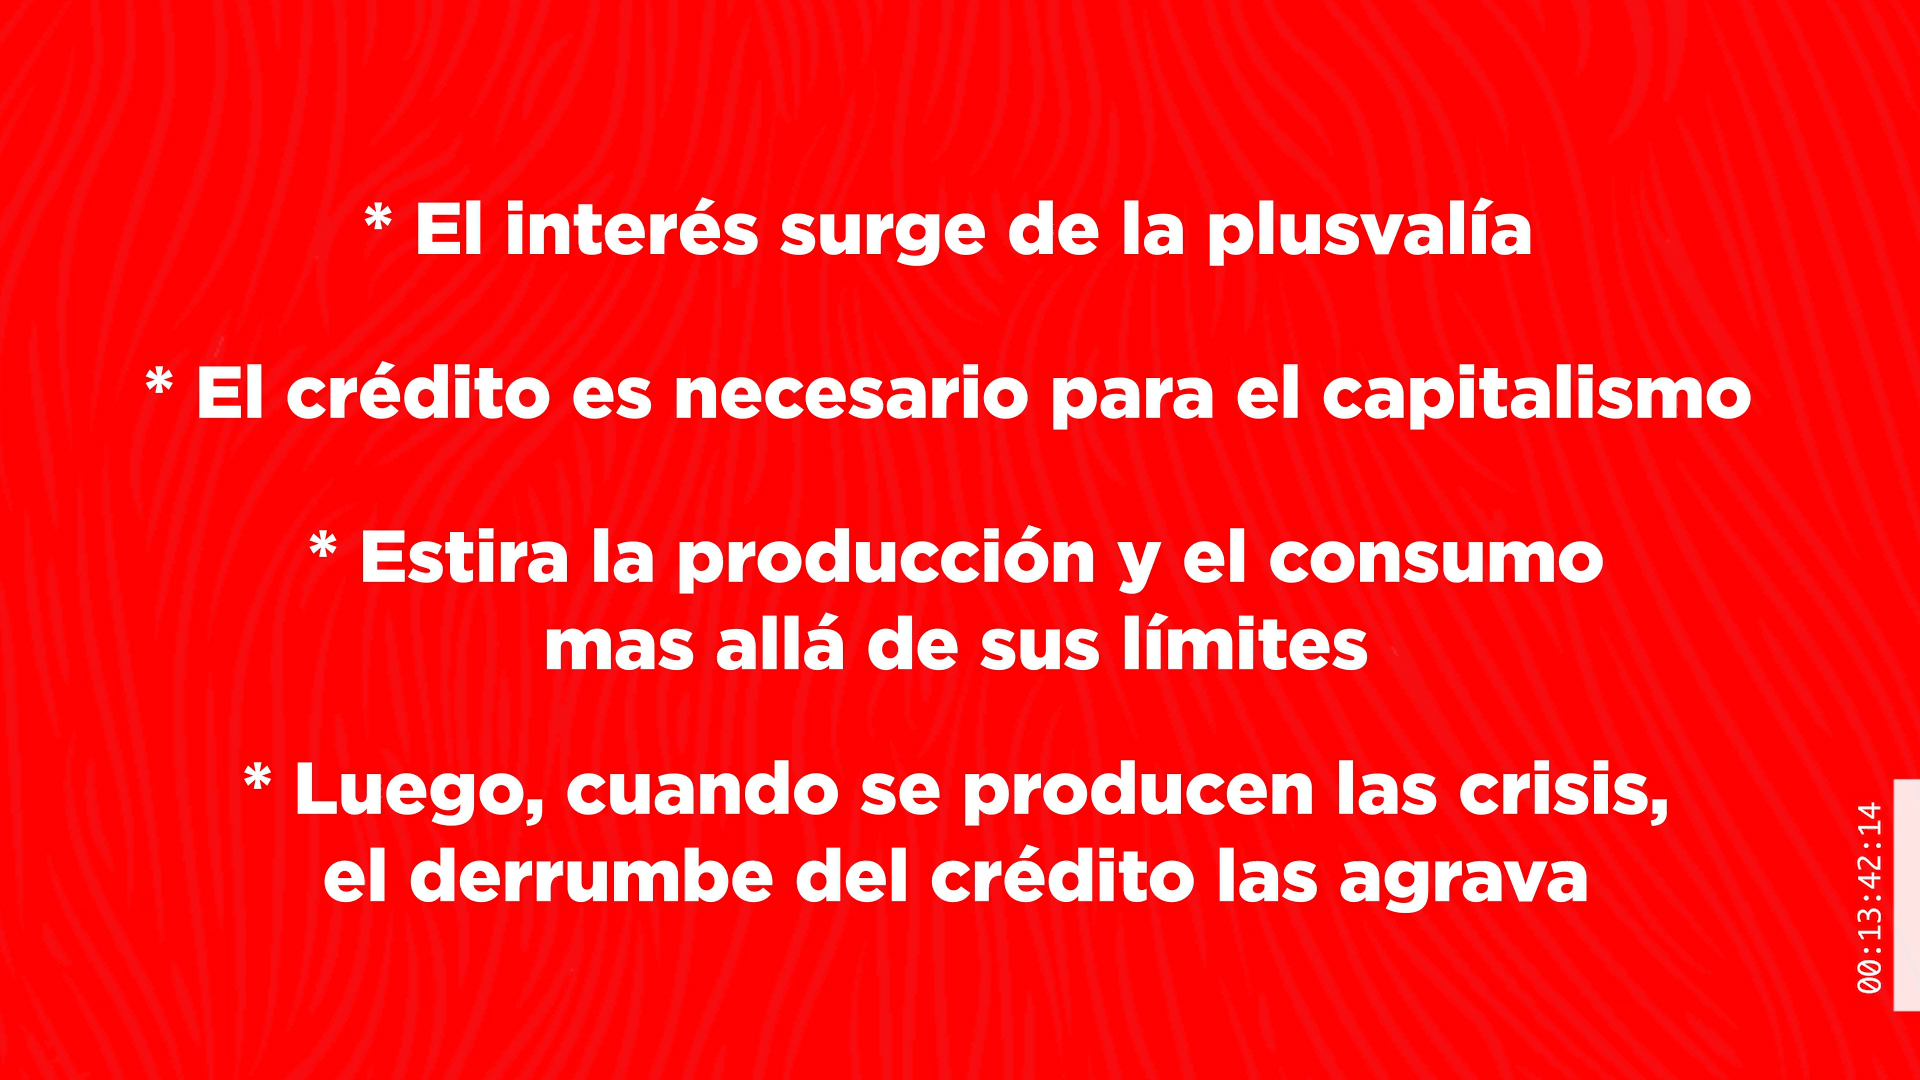 * El interés surge de la plusvalía
* El crédito es necesario para el capitalismo
* Estira la producción y el consumo
mas allá de sus límites
* Luego, cuando se producen las crisis,
el derrumbe del crédito las agrava
00:13:42:14